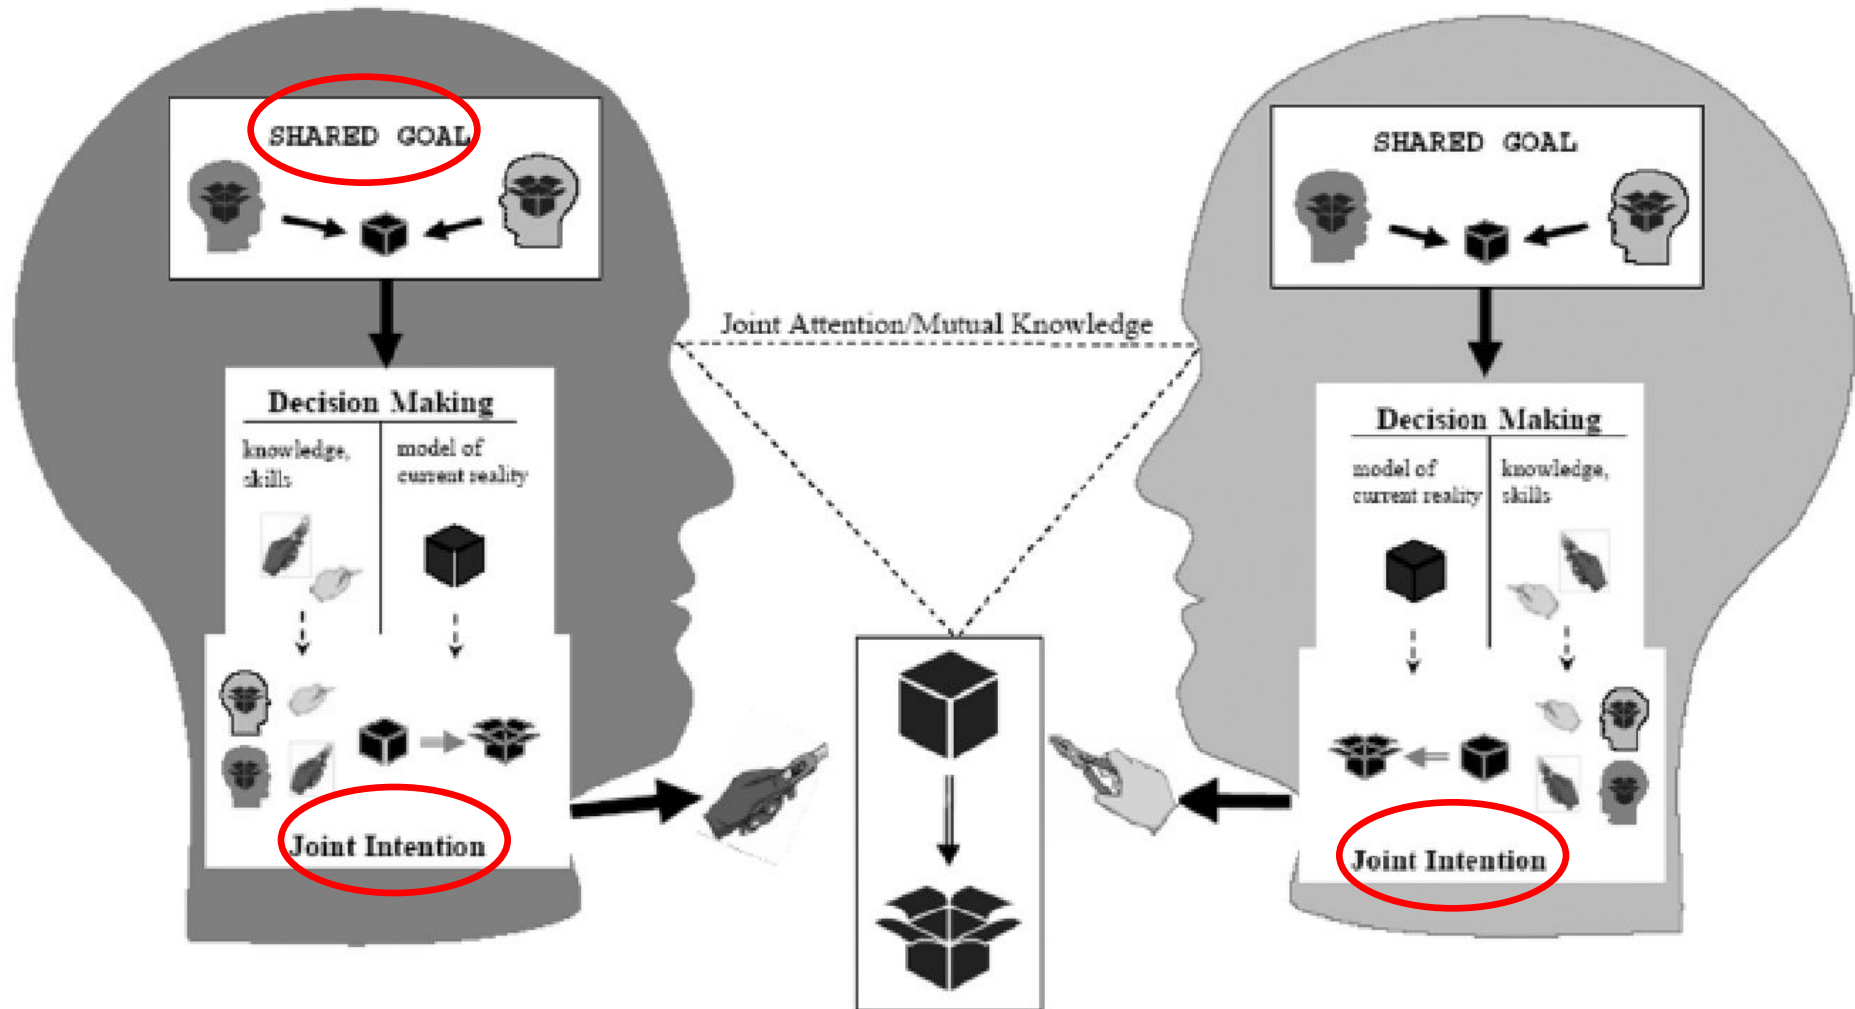 SHARED GOAL
Decision Making
knowledge,
skills
model of
current reality
Joint Intention
Joint Attention/Mutual Knowledge
SHARED GOAL
Decision Making
model of
current reality
knowledge,
skills
Joint Intention